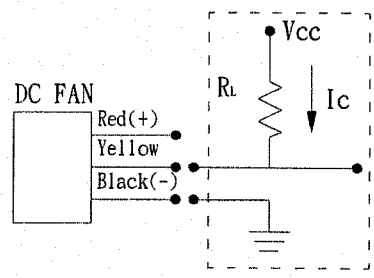 Vcc
DC FAN
RL
Ic
Red(+)
Yellow
Black(-)